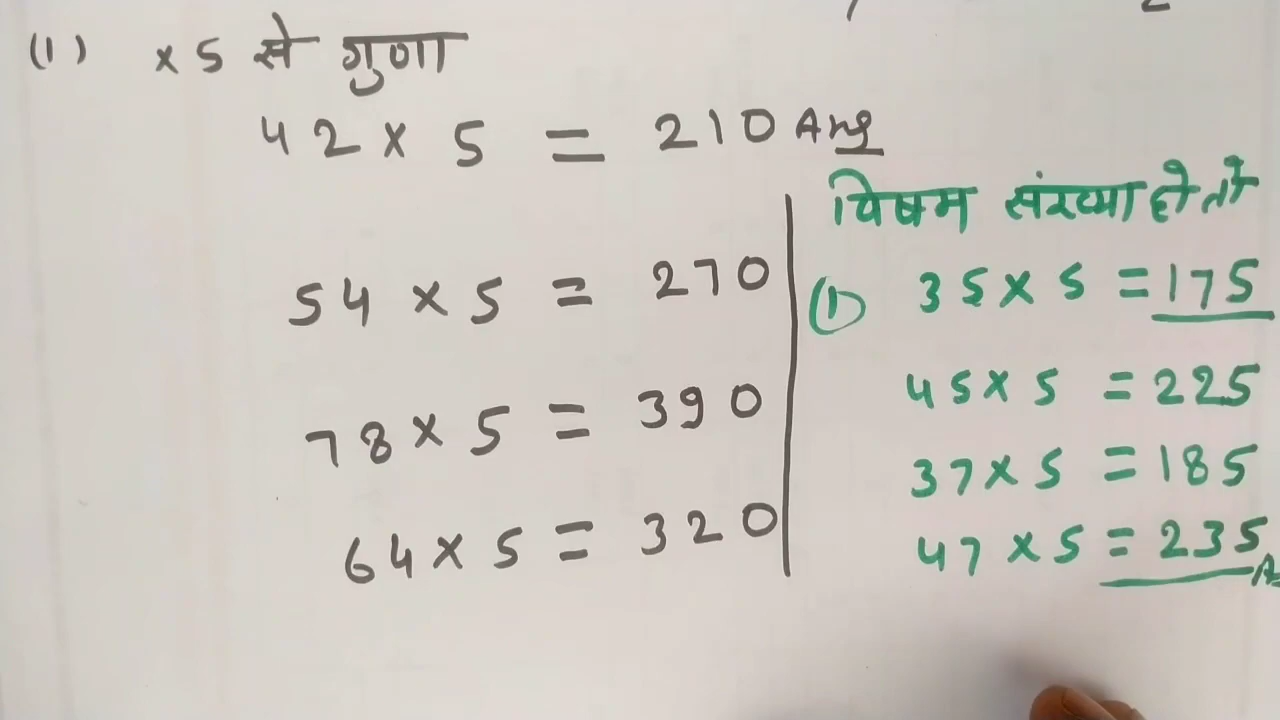 (1) × 5 से गुणा
42 × 5 = 210 Ans
54 × 5 = 270
78 × 5 = 390
64 × 5 = 320
विषम संख्या हो तो
(1) 35 × 5 = 175
45 × 5 = 225
37 × 5 = 185
47 × 5 = 235